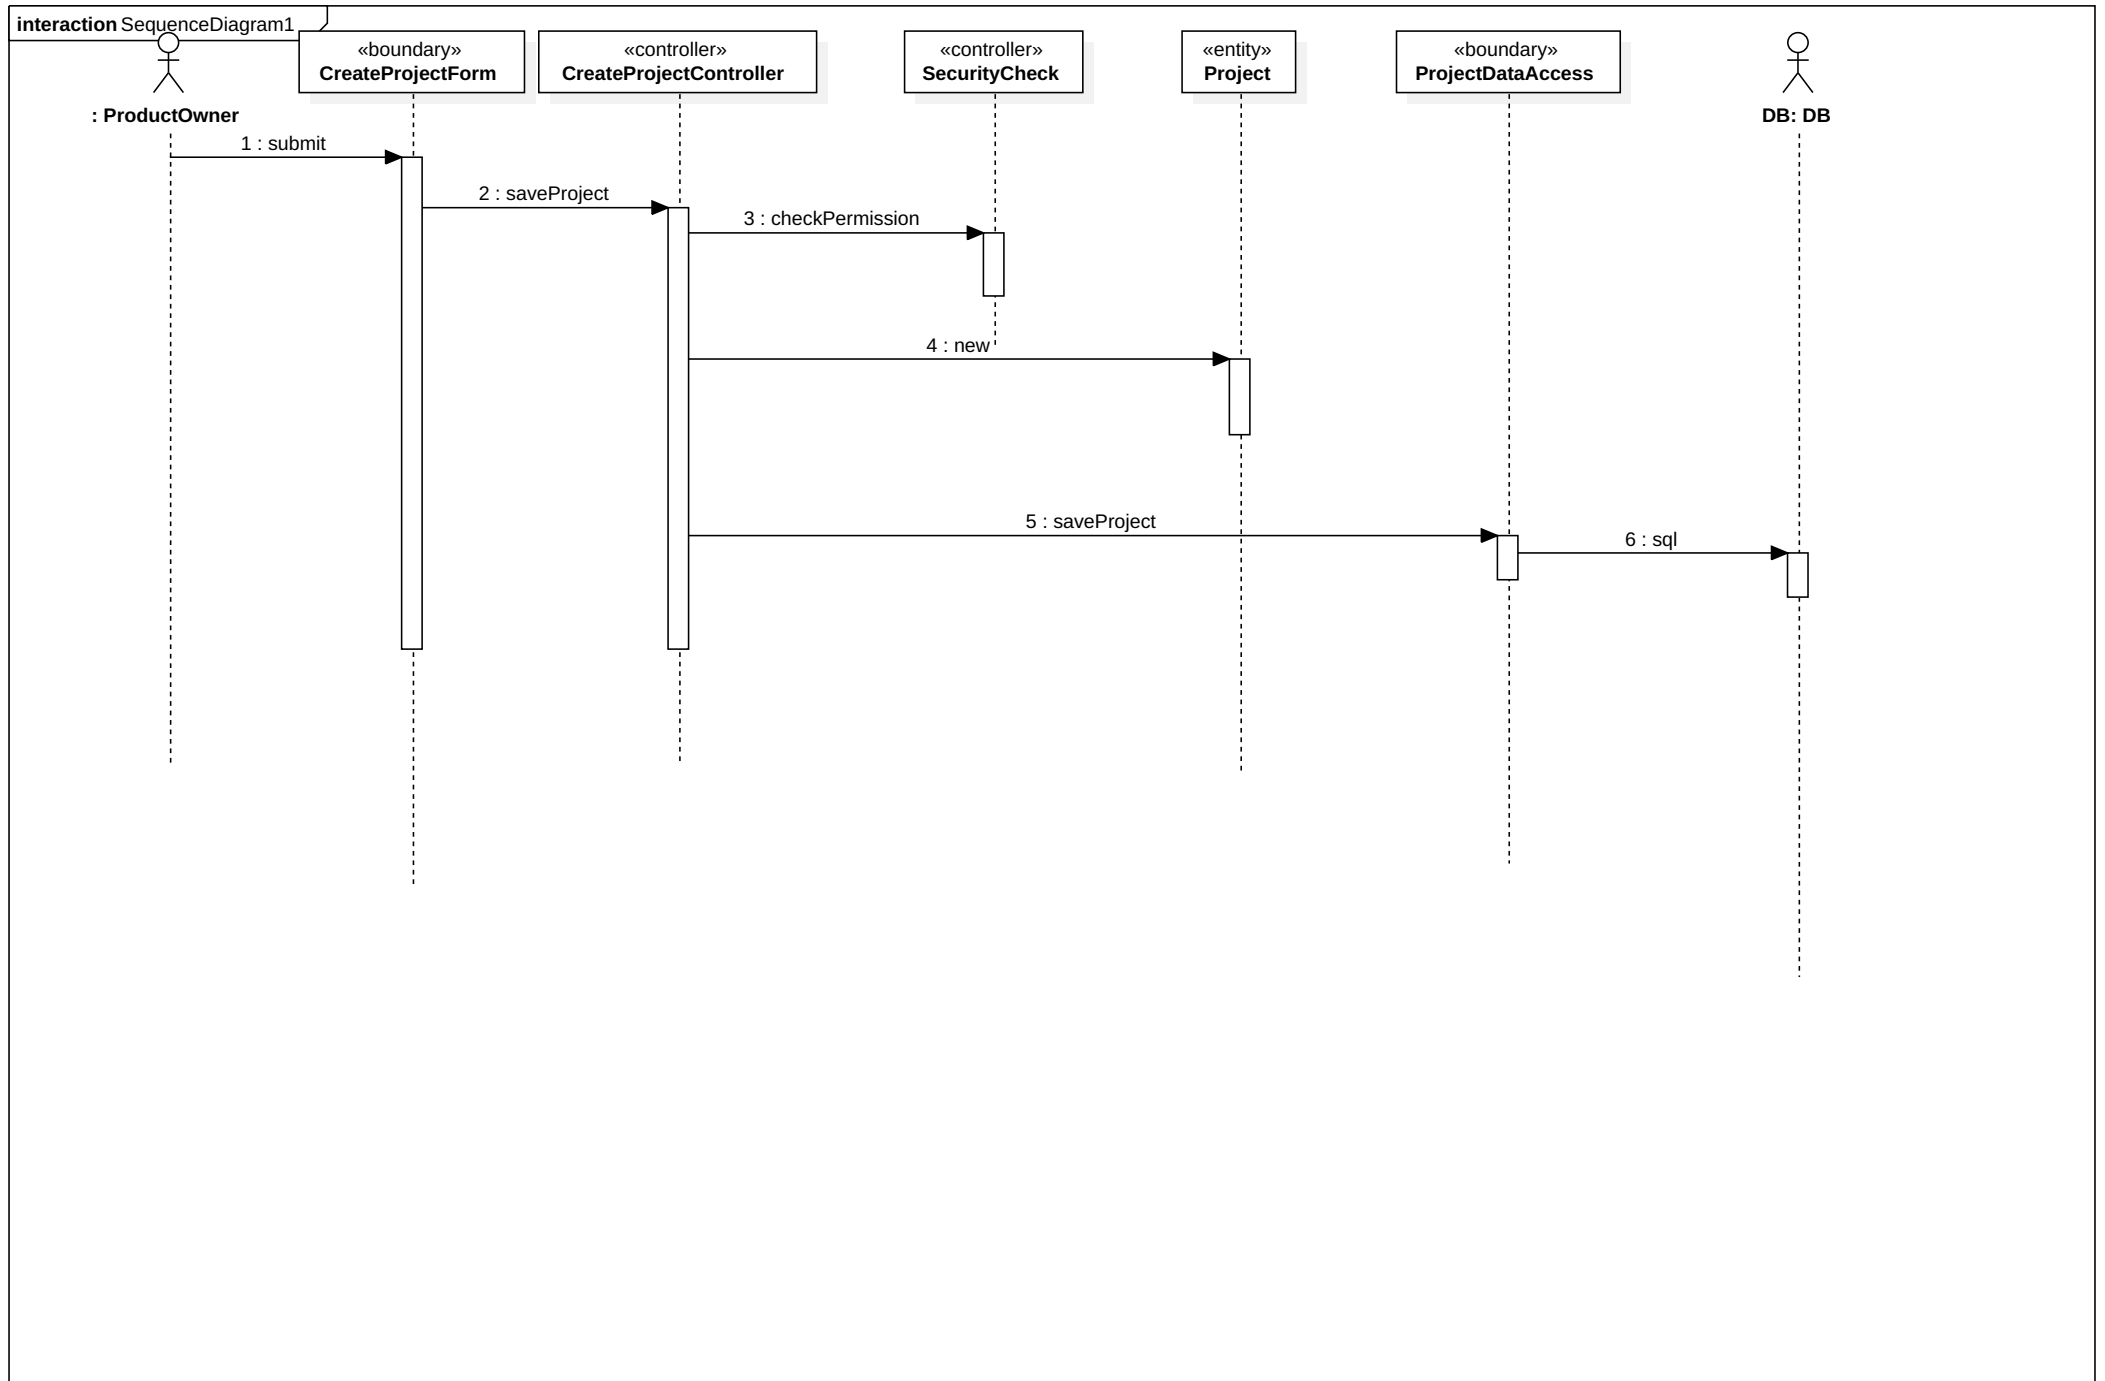 interaction SequenceDiagram1
«boundary»
CreateProjectForm
«controller»
CreateProjectController
«controller»
SecurityCheck
«entity»
Project
«boundary»
ProjectDataAccess
: ProductOwner
DB: DB
1 : submit
2 : saveProject
3 : checkPermission
4 : new
5 : saveProject
6 : sql